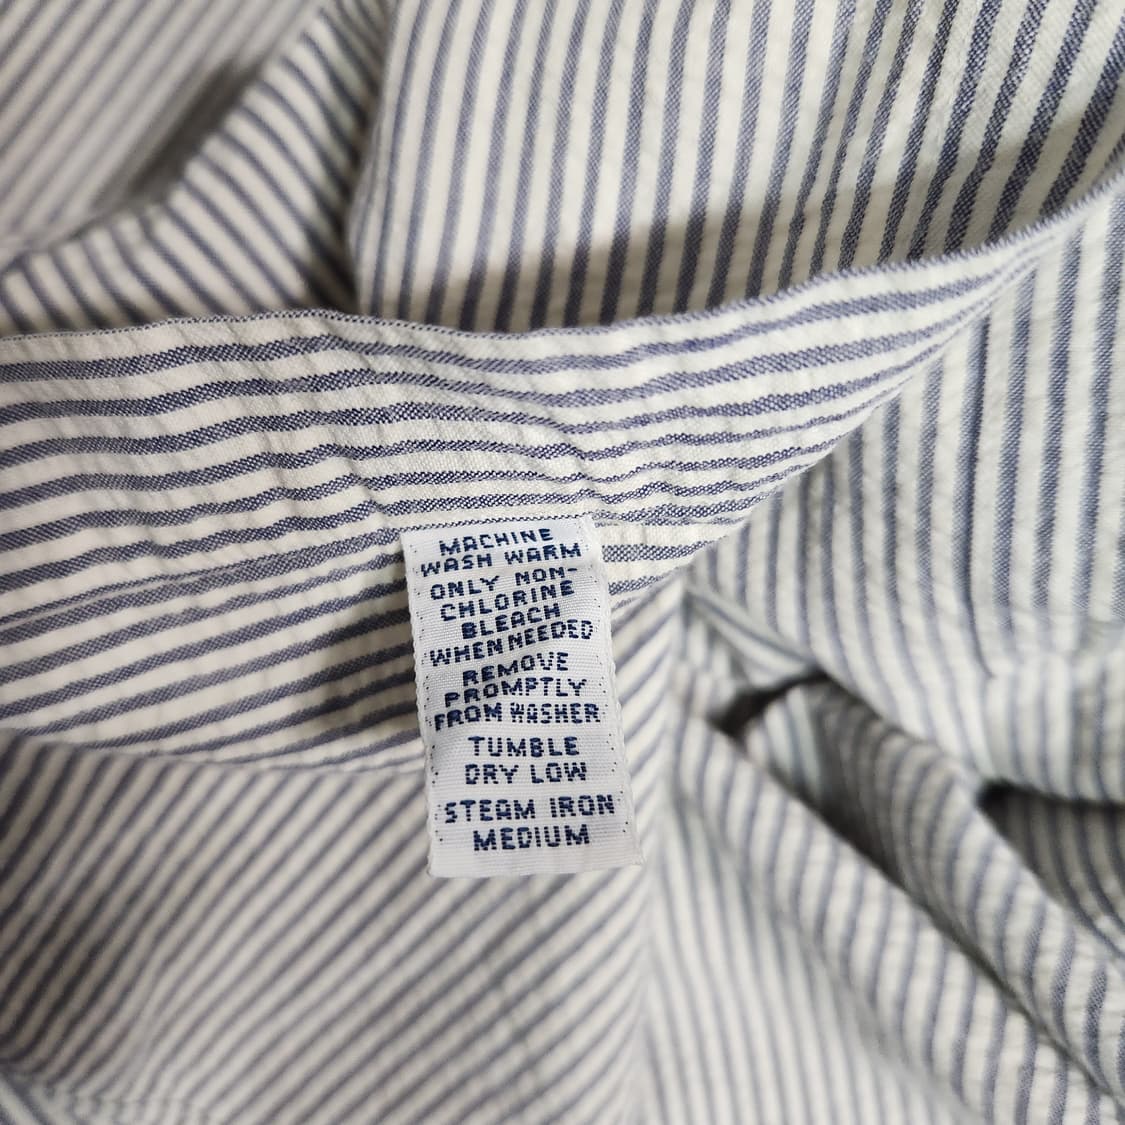 MACHINE
WASH WARM
ONLY NON-
CHLORINE
BLEACH
WHEN NEEDED
REMOVE
PROMPTLY
FROM WASHER
TUMBLE
DRY LOW
STEAM IRON
MEDIUM